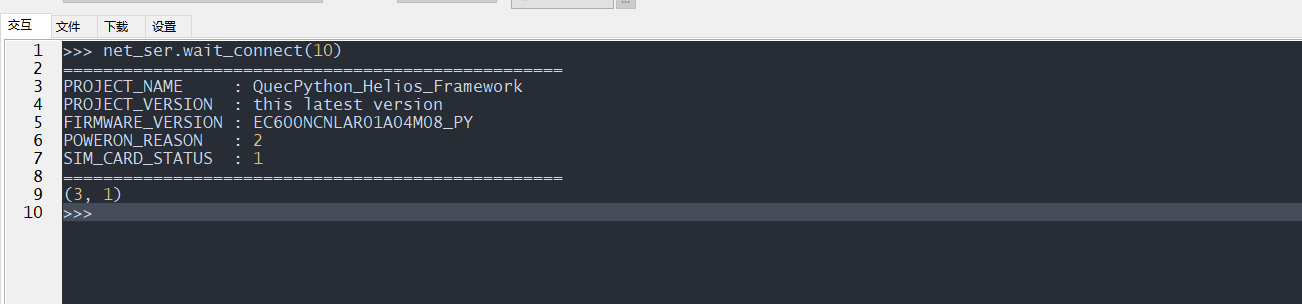 ...
交互 文件 下载 设置
1 >>> net_ser.wait_connect(10)
2 ==================================================
3 PROJECT_NAME     : QuecPython_Helios_Framework
4 PROJECT_VERSION  : this latest version
5 FIRMWARE_VERSION : EC600NCNLAR01A04M08_PY
6 POWERON_REASON   : 2
7 SIM_CARD_STATUS  : 1
8 ==================================================
9 (3, 1)
10 >>>